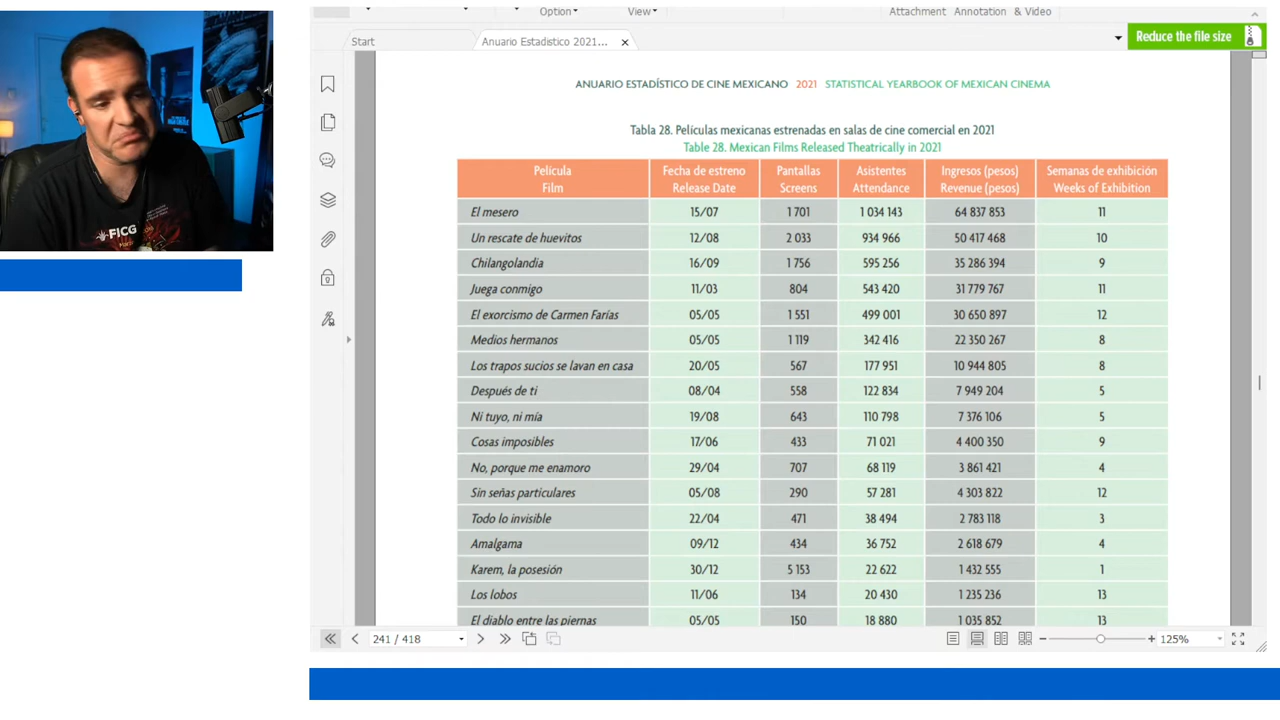 Option View Attachment Annotation & Video
Start
Anuario Estadistico 2021...
Reduce the file size
FICG
ANUARIO ESTADÍSTICO DE CINE MEXICANO 2021 STATISTICAL YEARBOOK OF MEXICAN CINEMA
Tabla 28. Películas mexicanas estrenadas en salas de cine comercial en 2021
Table 28. Mexican Films Released Theatrically in 2021
Película Fecha de estreno Pantallas Asistentes Ingresos (pesos) Semanas de exhibición
Film Release Date Screens Attendance Revenue (pesos) Weeks of Exhibition
El mesero 15/07 1 701 1 034 143 64 837 853 11
Un rescate de huevitos 12/08 2 033 934 966 50 417 468 10
Chilangolandia 16/09 1 756 595 256 35 286 394 9
Juega conmigo 11/03 804 543 420 31 779 767 11
El exorcismo de Carmen Farías 05/05 1 551 499 001 30 650 897 12
Medios hermanos 05/05 1 119 342 416 22 350 267 8
Los trapos sucios se lavan en casa 20/05 567 177 951 10 944 805 8
Después de ti 08/04 558 122 834 7 949 204 5
Ni tuyo, ni mía 19/08 643 110 798 7 376 106 5
Cosas imposibles 17/06 433 71 021 4 400 350 9
No, porque me enamoro 29/04 707 68 119 3 861 421 4
Sin señas particulares 05/08 290 57 281 4 303 822 12
Todo lo invisible 22/04 471 38 494 2 783 118 3
Amalgama 09/12 434 36 752 2 618 679 4
Karem, la posesión 30/12 5 153 22 622 1 432 555 1
Los lobos 11/06 134 20 430 1 235 236 13
El diablo entre las piernas 05/05 150 18 880 1 035 852 13
241 / 418
125%